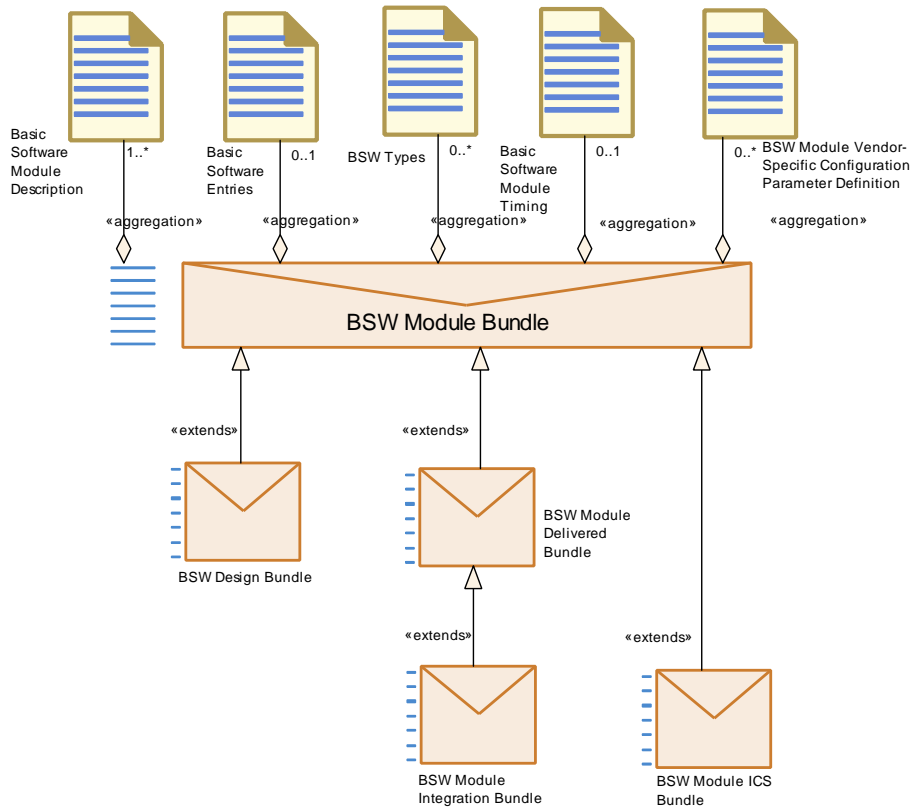 Basic
Software
Module
Description
1..*
Basic
Software
Entries
0..1
BSW Types
0..*
Basic
Software
Module
Timing
0..1
BSW Module Vendor-
Specific Configuration
Parameter Definition
0..*
«aggregation»
«aggregation»
«aggregation»
«aggregation»
«aggregation»
BSW Module Bundle
«extends»
«extends»
BSW Design Bundle
BSW Module
Delivered
Bundle
«extends»
«extends»
BSW Module
Integration Bundle
BSW Module ICS
Bundle